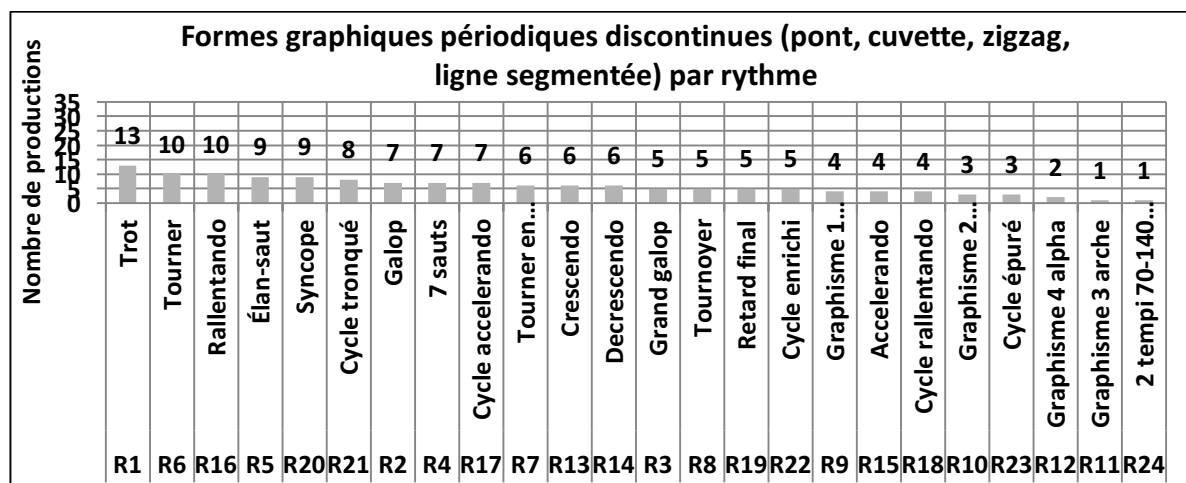 Formes graphiques périodiques discontinues (pont, cuvette, zigzag,
ligne segmentée) par rythme
Nombre de productions
35
30
25
20
15
10
5
0
13 10 10 9 9 8 7 7 7 6 6 6 5 5 5 5 4 4 4 3 3 2 1 1
Trot
Tourner
Rallentando
Élan-saut
Syncope
Cycle tronqué
Galop
7 sauts
Cycle accelerando
Tourner en...
Crescendo
Decrescendo
Grand galop
Tournoyer
Retard final
Cycle enrichi
Graphisme 1...
Accelerando
Cycle rallentando
Graphisme 2...
Cycle épuré
Graphisme 4 alpha
Graphisme 3 arche
2 tempi 70-140...
R1 R6 R16 R5 R20 R21 R2 R4 R17 R7 R13 R14 R3 R8 R19 R22 R9 R15 R18 R10 R23 R12 R11 R24